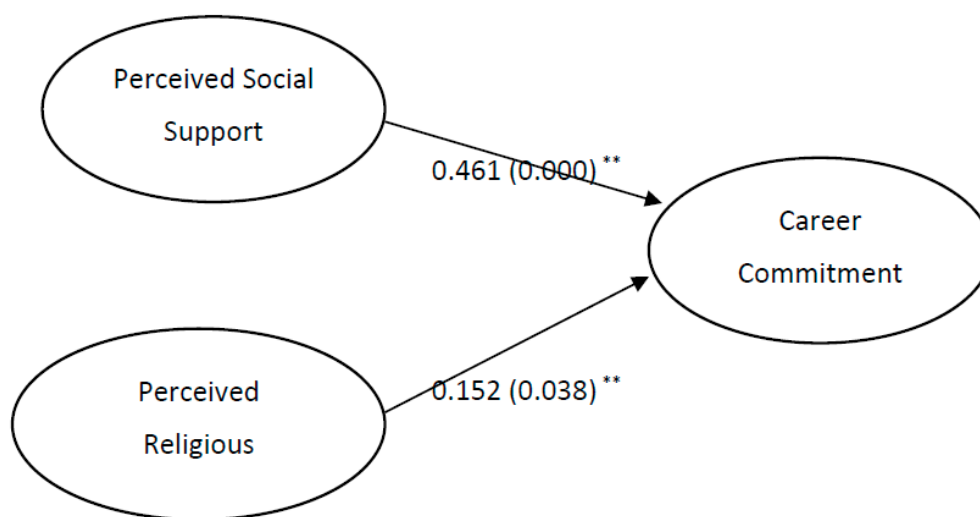 Perceived Social
Support
0.461 (0.000) **
Career
Commitment
Perceived
Religious
0.152 (0.038) **